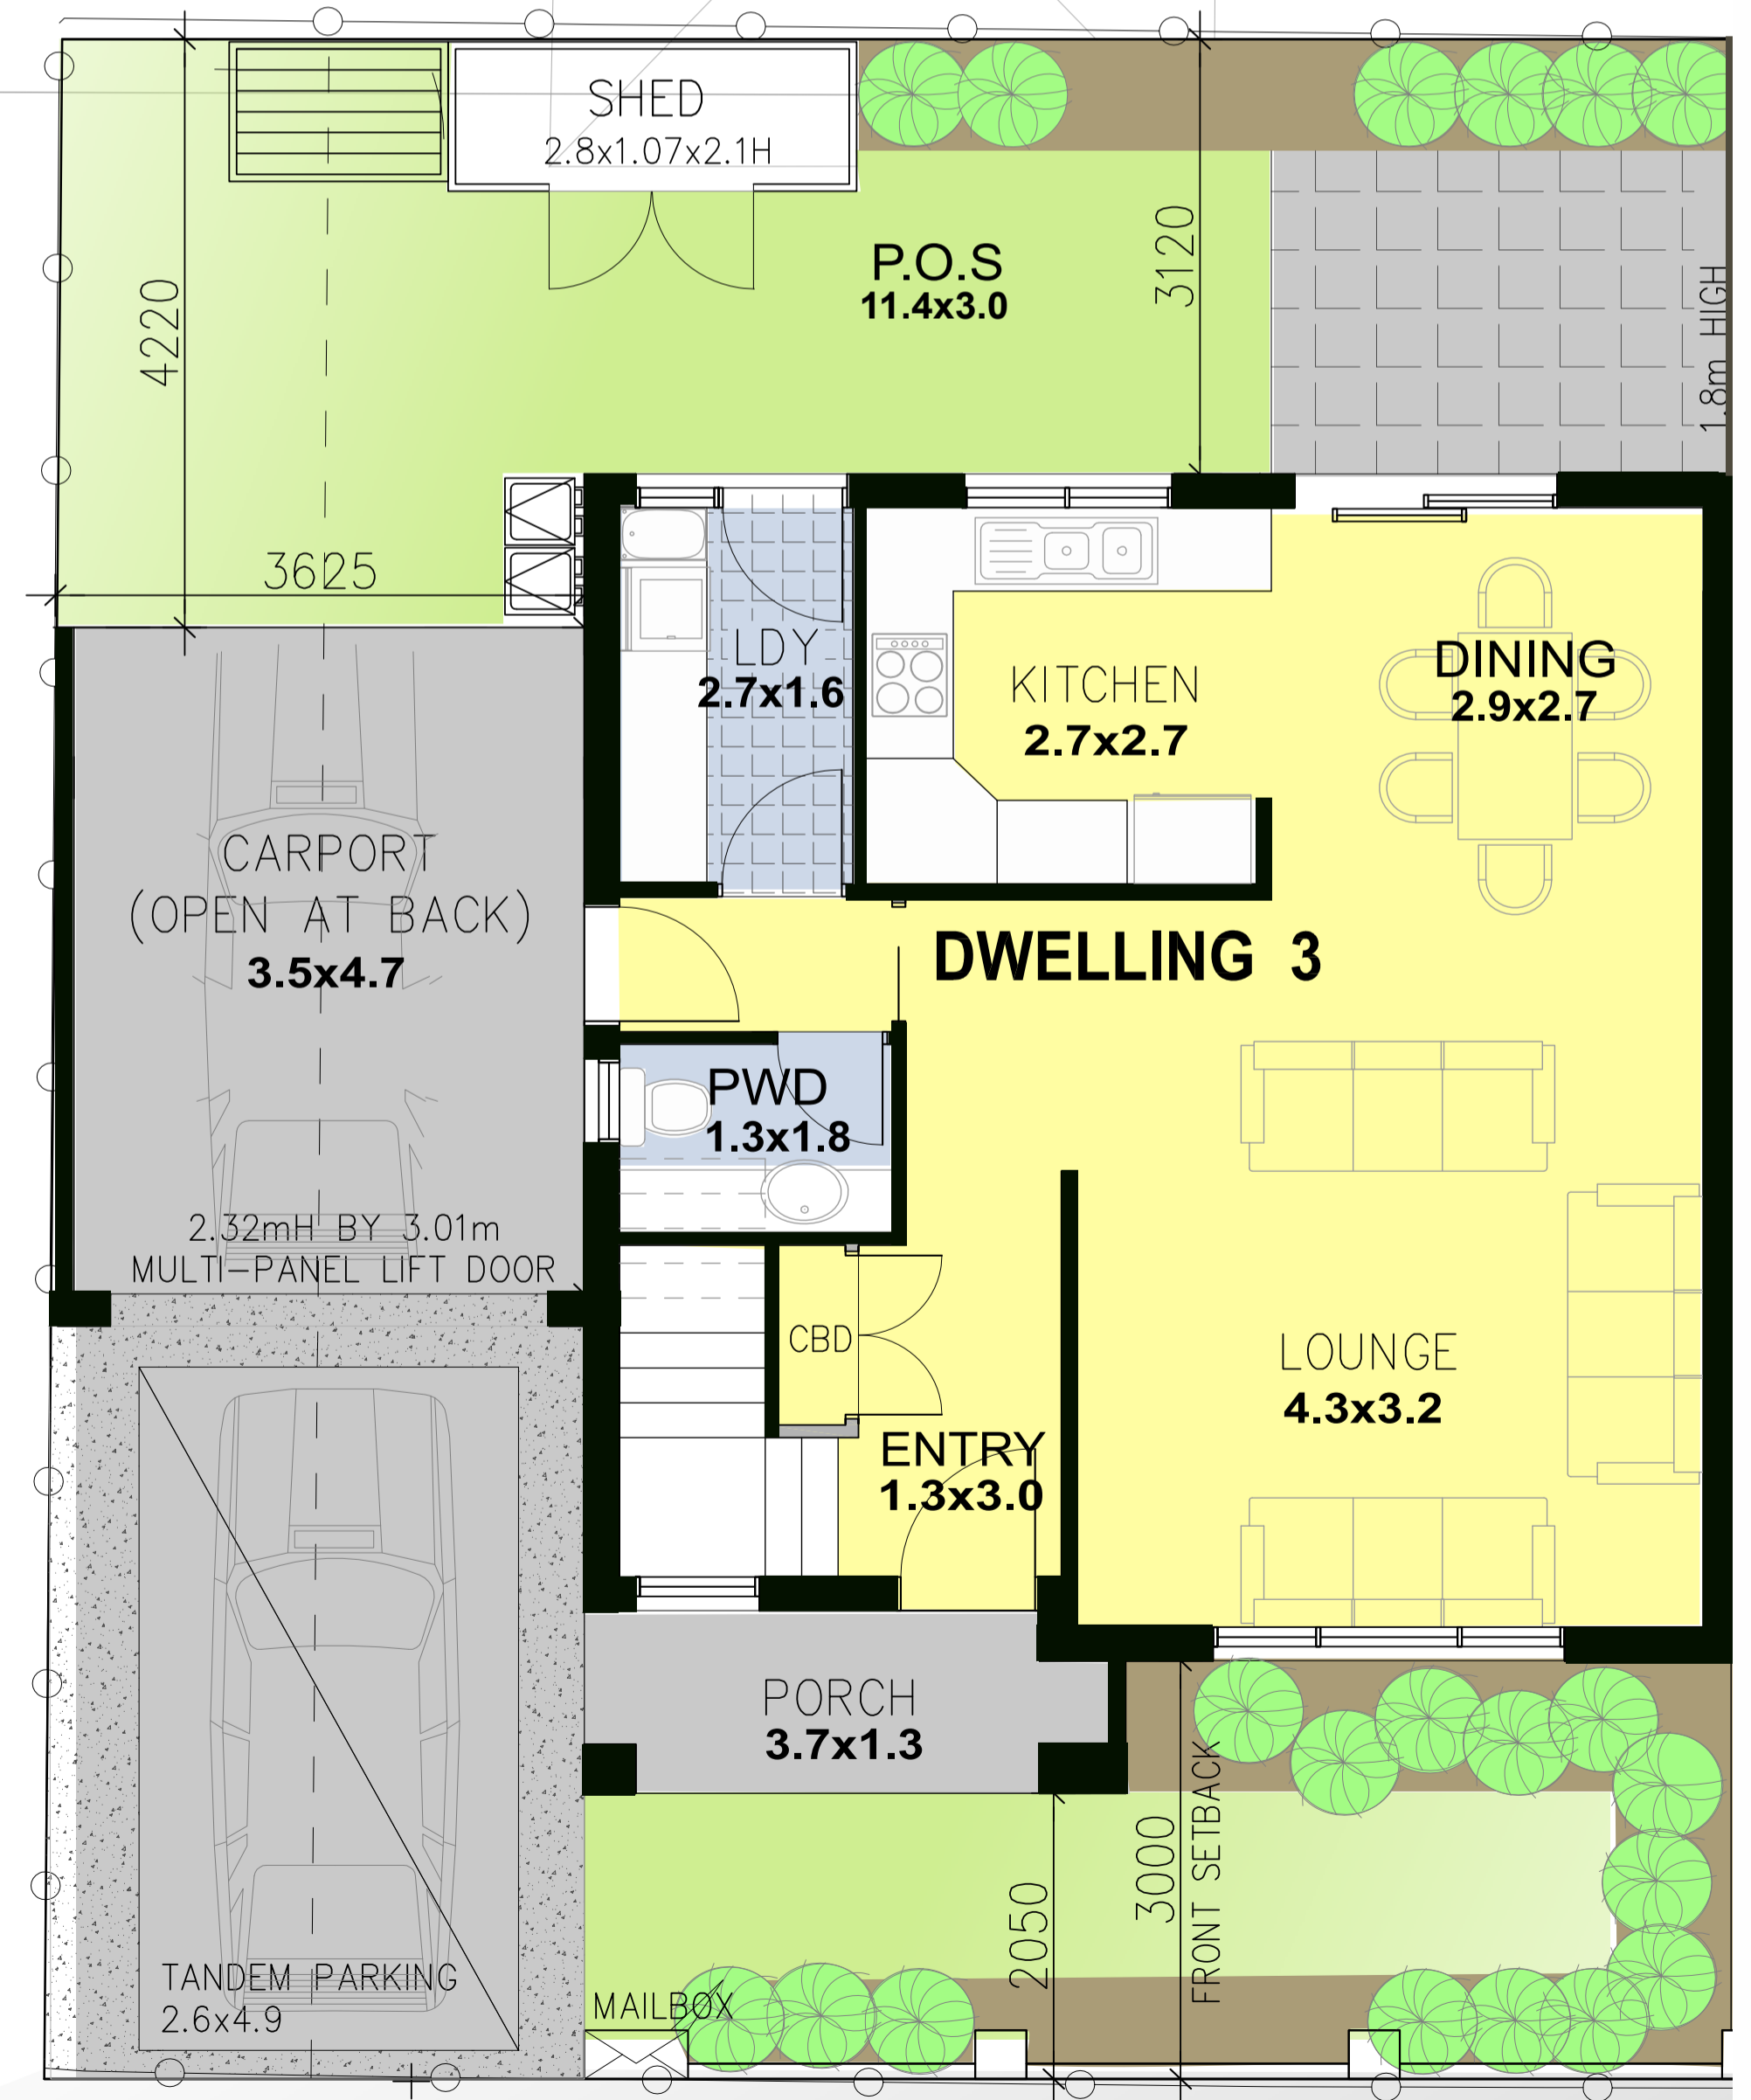 SHED
2.8x1.07x2.1H
P.O.S
11.4x3.0
3120
4220
1.8m HIGH
3625
LDY
2.7x1.6
KITCHEN
2.7x2.7
DINING
2.9x2.7
CARPORT
(OPEN AT BACK)
3.5x4.7
DWELLING 3
PWD
1.3x1.8
2.32mH BY 3.01m
MULTI-PANEL LIFT DOOR
CBD
LOUNGE
4.3x3.2
ENTRY
1.3x3.0
PORCH
3.7x1.3
2050
3000
FRONT SETBACK
TANDEM PARKING
2.6x4.9
MAILBOX